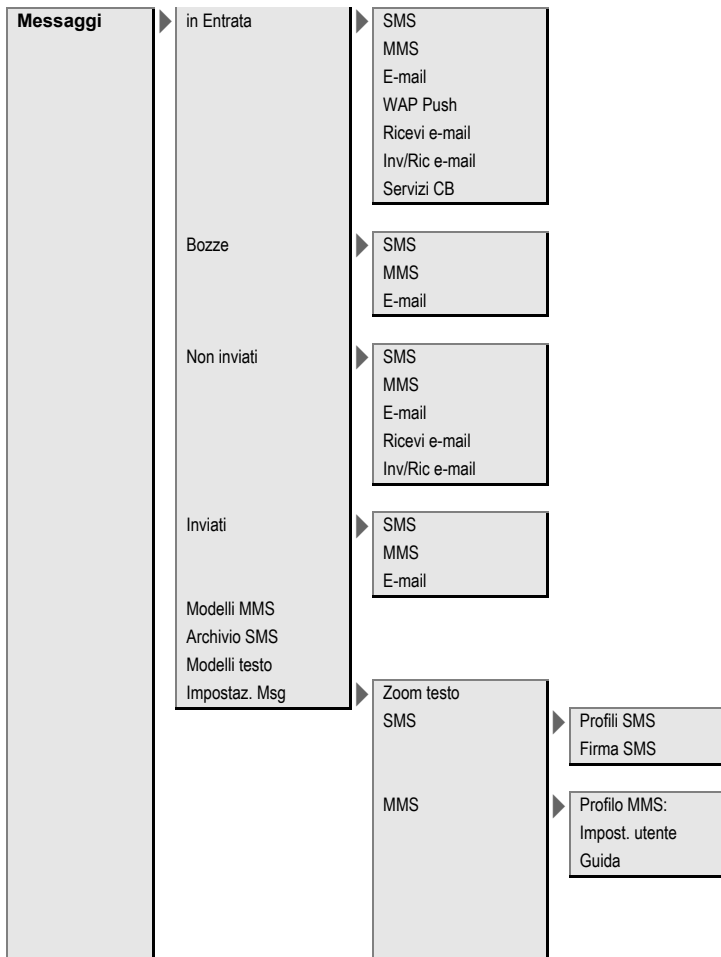 Messaggi
in Entrata
SMS
MMS
E-mail
WAP Push
Ricevi e-mail
Inv/Ric e-mail
Servizi CB
Bozze
SMS
MMS
E-mail
Non inviati
SMS
MMS
E-mail
Ricevi e-mail
Inv/Ric e-mail
Inviati
SMS
MMS
E-mail
Modelli MMS
Archivio SMS
Modelli testo
Impostaz. Msg
Zoom testo
SMS
Profili SMS
Firma SMS
MMS
Profilo MMS:
Impost. utente
Guida